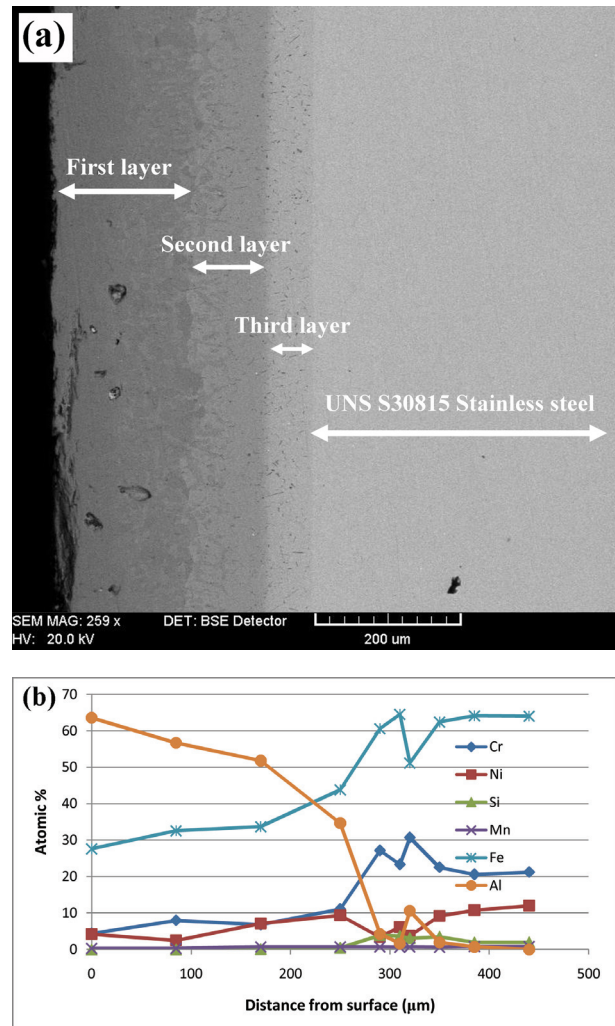 (a)
First layer
Second layer
Third layer
UNS S30815 Stainless steel
SEM MAG: 259 x DET: BSE Detector
HV: 20.0 kV 200 um
(b)
70
60
50
40
30
20
10
0
Atomic %
Cr
Ni
Si
Mn
Fe
Al
0 100 200 300 400 500
Distance from surface (μm)